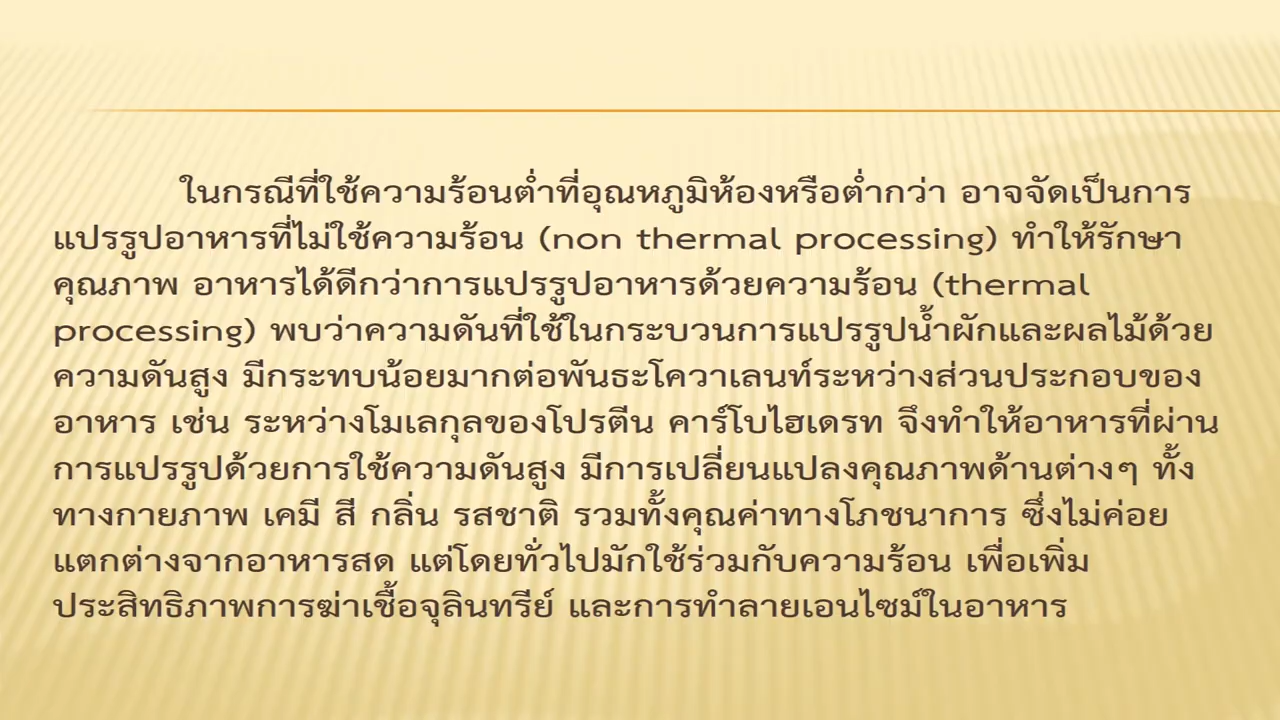 ในกรณีที่ใช้ความร้อนต่ำที่อุณหภูมิห้องหรือต่ำกว่า อาจจัดเป็นการ
แปรรูปอาหารที่ไม่ใช้ความร้อน (non thermal processing) ทำให้รักษา
คุณภาพ อาหารได้ดีกว่าการแปรรูปอาหารด้วยความร้อน (thermal
processing) พบว่าความดันที่ใช้ในกระบวนการแปรรูปน้ำผักและผลไม้ด้วย
ความดันสูง มีกระทบน้อยมากต่อพันธะโควาเลนท์ระหว่างส่วนประกอบของ
อาหาร เช่น ระหว่างโมเลกุลของโปรตีน คาร์โบไฮเดรท จึงทำให้อาหารที่ผ่าน
การแปรรูปด้วยการใช้ความดันสูง มีการเปลี่ยนแปลงคุณภาพด้านต่างๆ ทั้ง
ทางกายภาพ เคมี สี กลิ่น รสชาติ รวมทั้งคุณค่าทางโภชนาการ ซึ่งไม่ค่อย
แตกต่างจากอาหารสด แต่โดยทั่วไปมักใช้ร่วมกับความร้อน เพื่อเพิ่ม
ประสิทธิภาพการฆ่าเชื้อจุลินทรีย์ และการทำลายเอนไซม์ในอาหาร